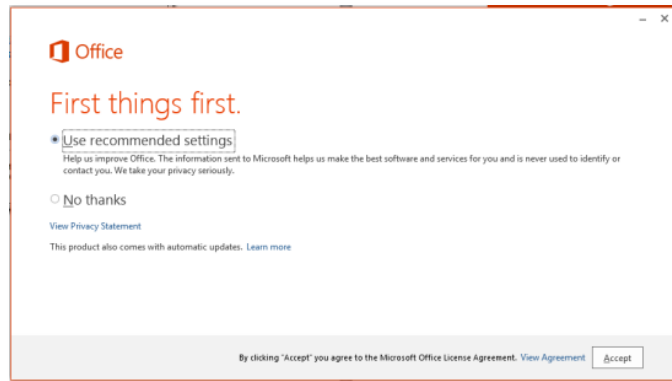 Office
First things first.
Use recommended settings
Help us improve Office. The information sent to Microsoft helps us make the best software and services for you and is never used to identify or
contact you. We take your privacy seriously.
No thanks
View Privacy Statement
This product also comes with automatic updates. Learn more
By clicking "Accept" you agree to the Microsoft Office License Agreement. View Agreement Accept